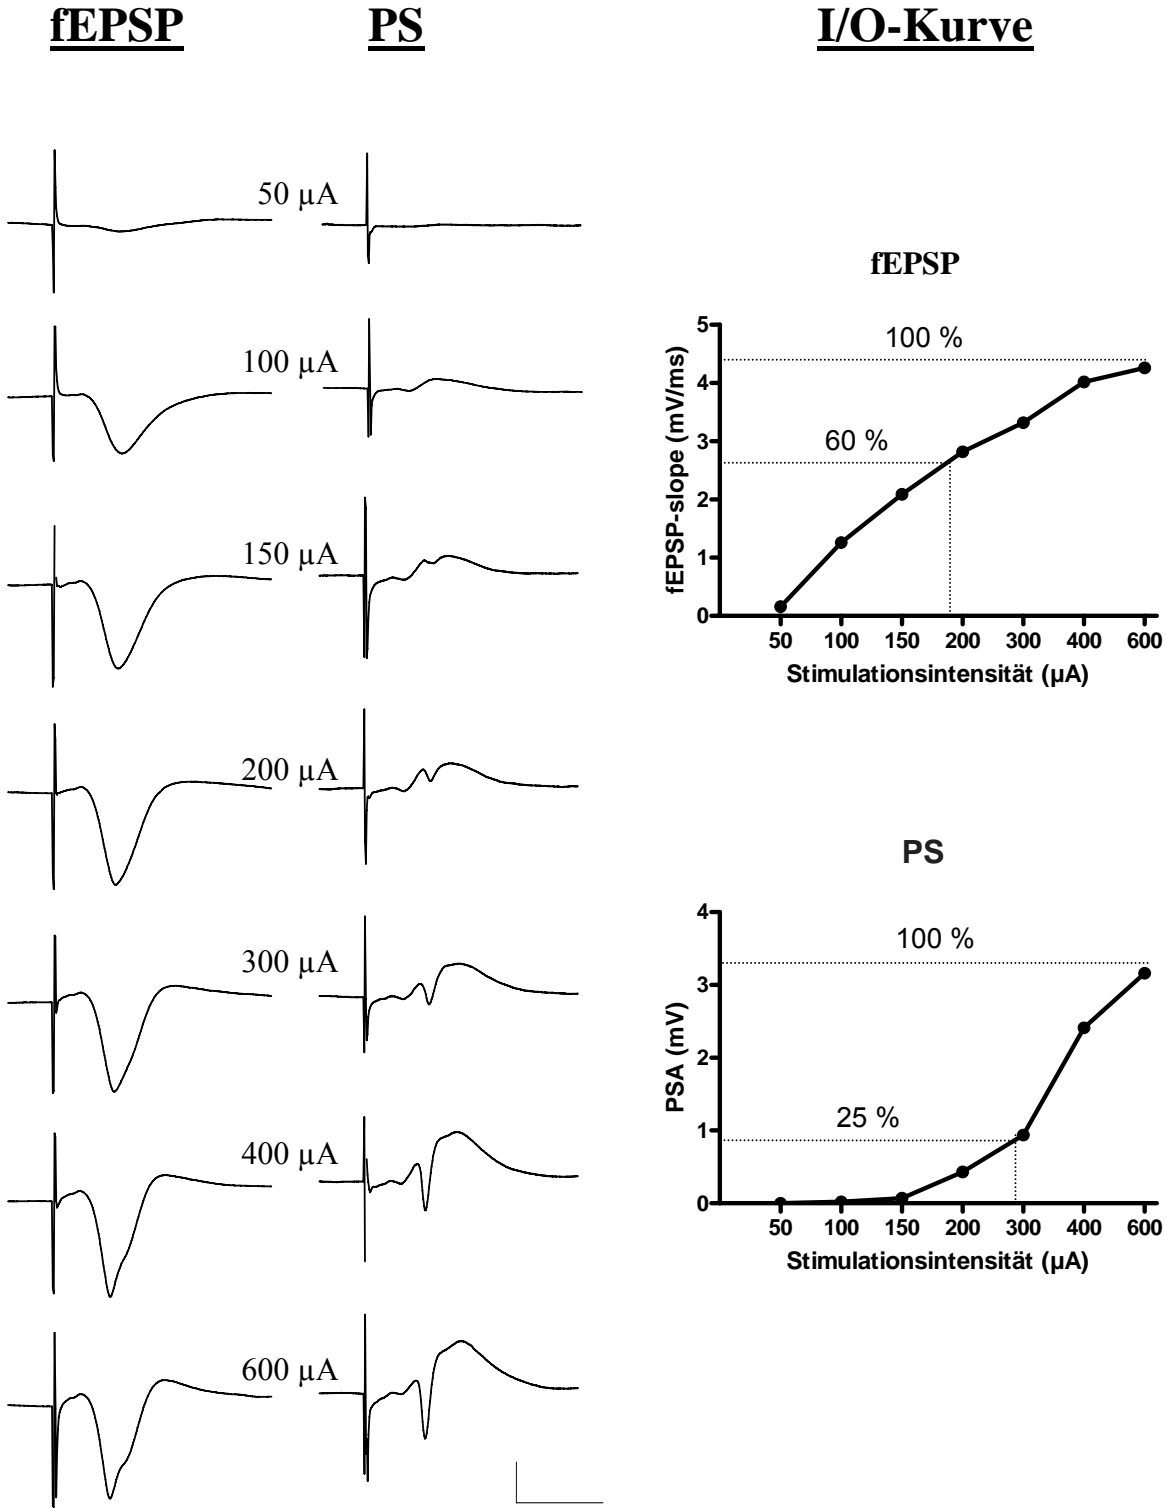 fEPSP PS I/O-Kurve
50 µA
100 µA
150 µA
200 µA
300 µA
400 µA
600 µA
fEPSP
fEPSP-slope (mV/ms)
5
4
3
2
1
0
100 %
60 %
50 100 150 200 300 400 600
Stimulationsintensität (µA)
PS
PSA (mV)
4
3
2
1
0
100 %
25 %
50 100 150 200 300 400 600
Stimulationsintensität (µA)